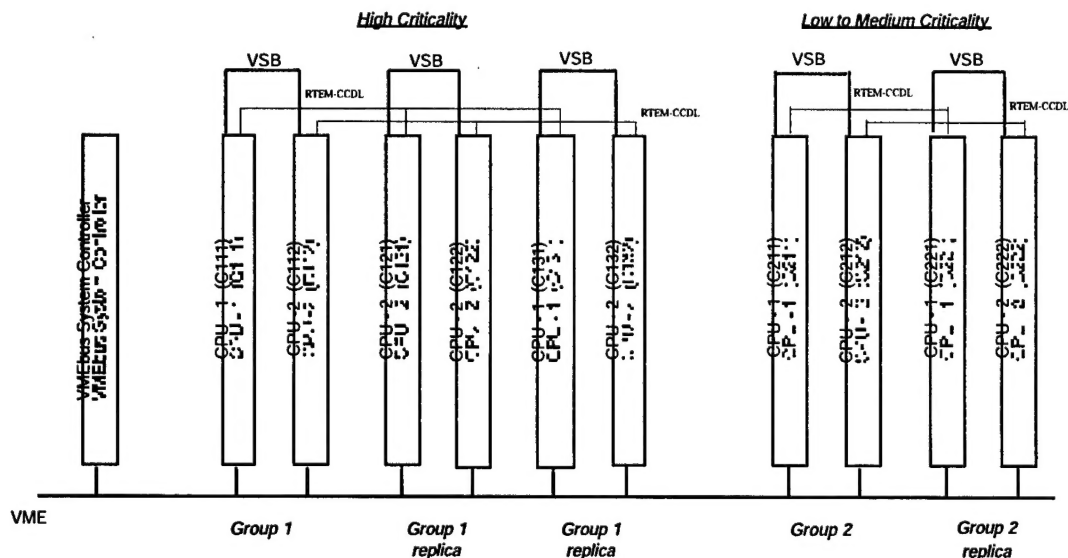 High Criticality
Low to Medium Criticality
VSB
VSB
VSB
VSB
VSB
RTEM-CCDL
RTEM-CCDL
RTEM-CCDL
RTEM-CCDL
VMEbus System Controller
CPU - 1 (C111)
CPU - 2 (C112)
CPU - 2 (C121)
CPU - 2 (C122)
CPU - 1 (C131)
CPU - 2 (C132)
CPU - 1 (C211)
CPU - 2 (C212)
CPU - 1 (C221)
CPU - 2 (C222)
VME
Group 1
Group 1
replica
Group 1
replica
Group 2
Group 2
replica